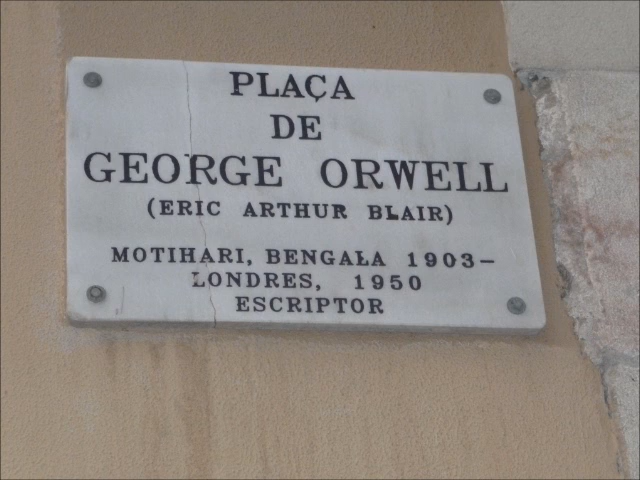 PLAÇA
DE
GEORGE ORWELL
(ERIC ARTHUR BLAIR)
MOTIHARI, BENGALA 1903-
LONDRES, 1950
ESCRIPTOR